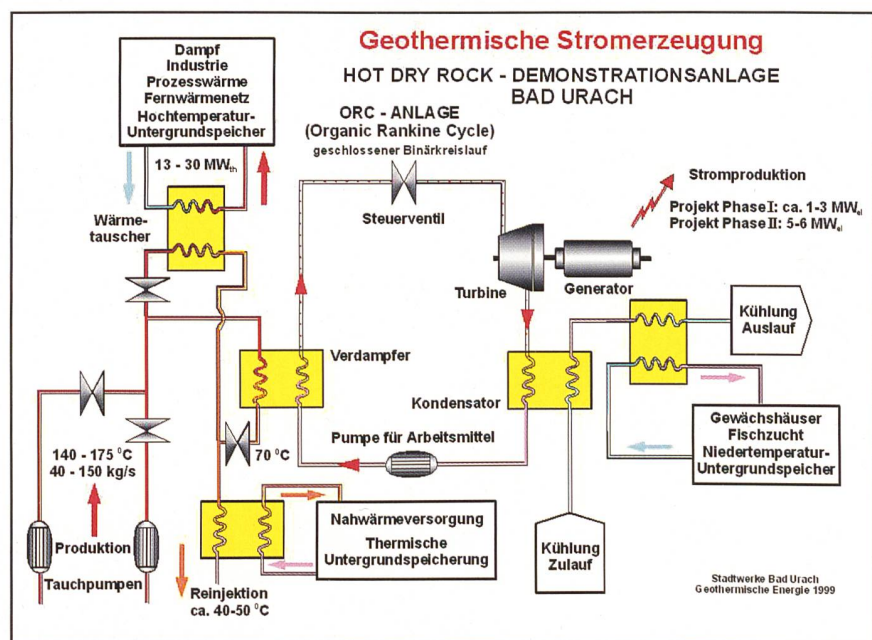 Geothermische Stromerzeugung
HOT DRY ROCK - DEMONSTRATIONSANLAGE
BAD URACH
Dampf
Industrie
Prozesswärme
Fernwärmenetz
Hochtemperatur-
Untergrundspeicher
13 - 30 MWth
Wärme-
tauscher
ORC - ANLAGE
(Organic Rankine Cycle)
geschlossener Binärkreislauf
Steuerventil
Stromproduktion
Projekt Phase I: ca. 1-3 MWel
Projekt Phase II: 5-6 MWel
Turbine
Generator
Verdampfer
Kondensator
Kühlung
Auslauf
Gewächshäuser
Fischzucht
Niedertemperatur-
Untergrundspeicher
140 - 175 °C
40 - 150 kg/s
70 °C
Pumpe für Arbeitsmittel
Produktion
Tauchpumpen
Reinjektion
ca. 40-50 °C
Nahwärmeversorgung
Thermische
Untergrundspeicherung
Kühlung
Zulauf
Stadtwerke Bad Urach
Geothermische Energie 1999